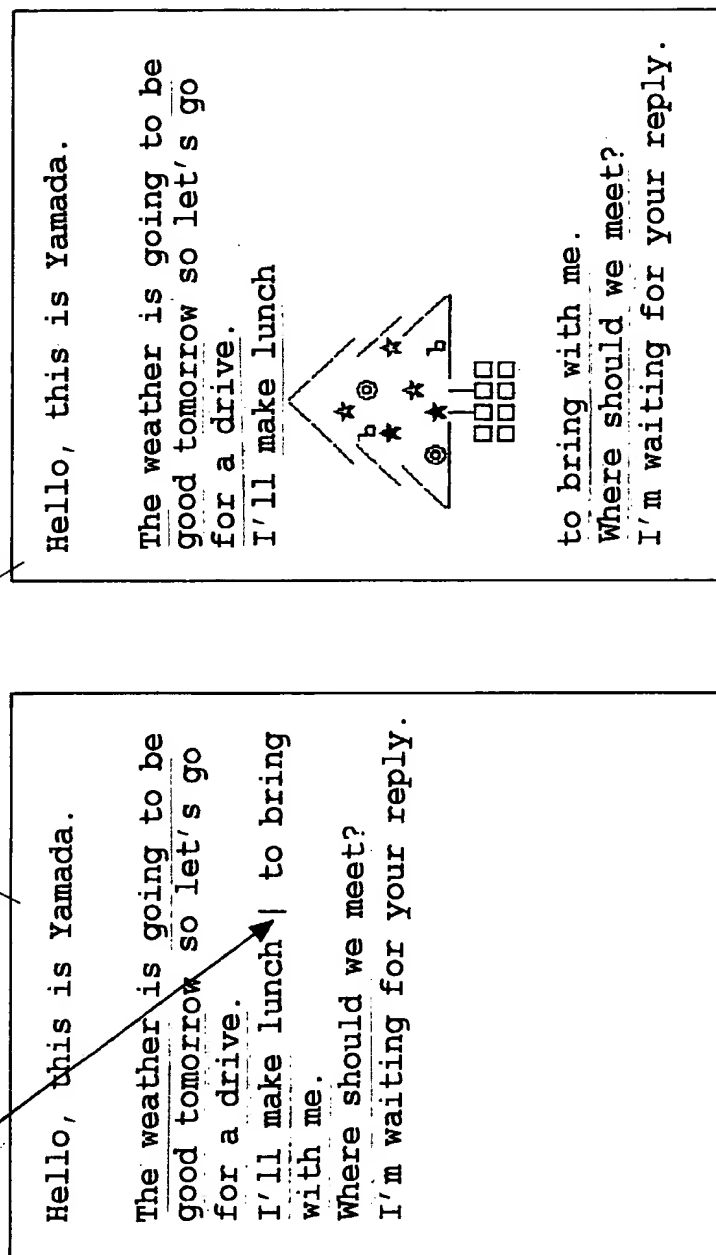 Hello, this is Yamada.
The weather is going to be
good tomorrow so let's go
for a drive.
I'll make lunch | to bring
with me.
Where should we meet?
I'm waiting for your reply.
Hello, this is Yamada.
The weather is going to be
good tomorrow so let's go
for a drive.
I'll make lunch
☆
b ◎
★ ☆ ☆
◎ ★ b
□□□□
□□□□
to bring with me.
Where should we meet?
I'm waiting for your reply.